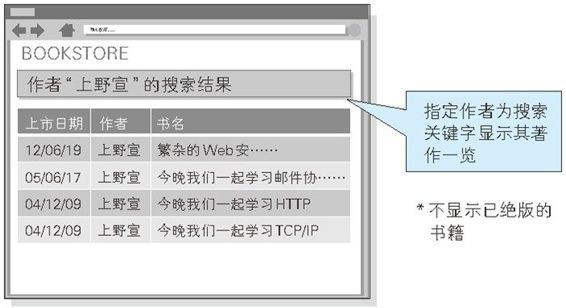 BOOKSTORE
作者“上野宣”的搜索结果
上市日期 作者 书名
12/06/19 上野宣 繁杂的Web安……
05/06/17 上野宣 今晚我们一起学习邮件协……
04/12/09 上野宣 今晚我们一起学习HTTP
04/12/09 上野宣 今晚我们一起学习TCP/IP
指定作者为搜索
关键字显示其著
作一览
* 不显示已绝版的
书籍